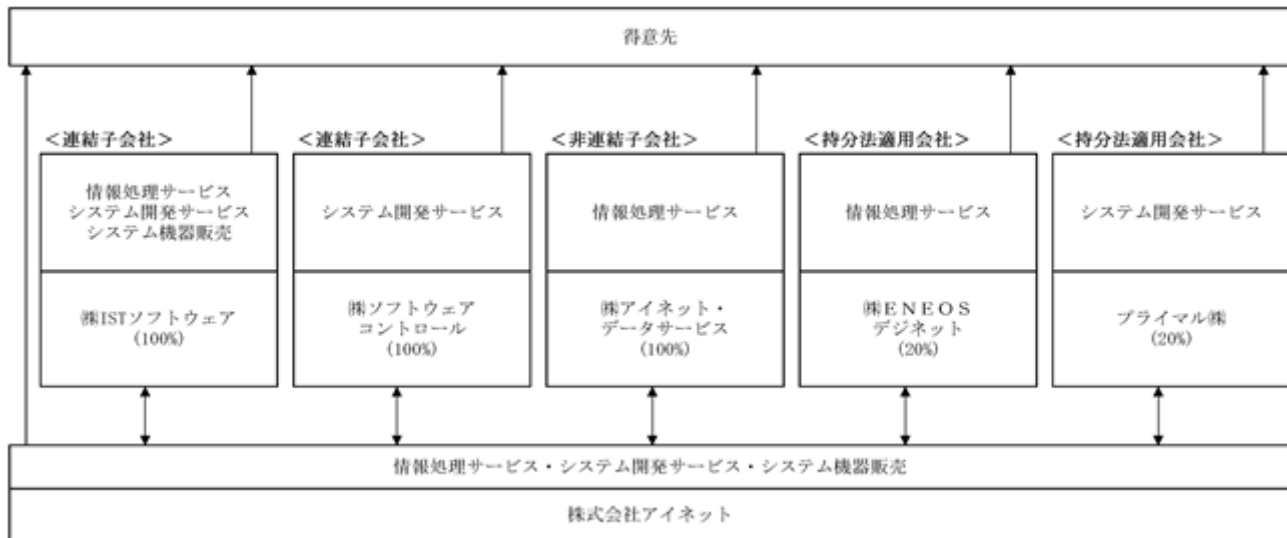 得意先
＜連結子会社＞
情報処理サービス
システム開発サービス
システム機器販売
㈱ISTソフトウェア
(100%)
＜連結子会社＞
システム開発サービス
㈱ソフトウェア
コントロール
(100%)
＜非連結子会社＞
情報処理サービス
㈱アイネット・
データサービス
(100%)
＜持分法適用会社＞
情報処理サービス
㈱ＥＮＥＯＳ
デジネット
(20%)
＜持分法適用会社＞
システム開発サービス
プライマル㈱
(20%)
情報処理サービス・システム開発サービス・システム機器販売
株式会社アイネット